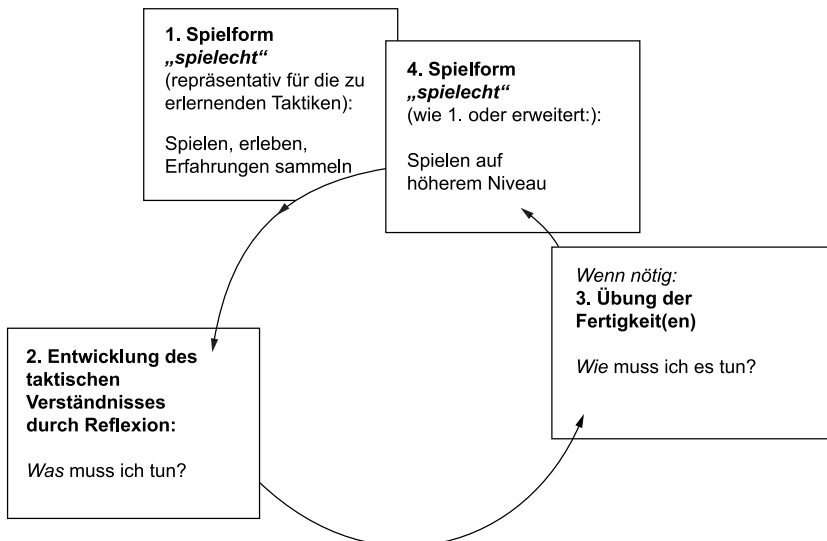 1. Spielform
„spielecht“
(repräsentativ für die zu
erlernenden Taktiken):
Spielen, erleben,
Erfahrungen sammeln
4. Spielform
„spielecht“
(wie 1. oder erweitert:):
Spielen auf
höherem Niveau
Wenn nötig:
3. Übung der
Fertigkeit(en)
Wie muss ich es tun?
2. Entwicklung des
taktischen
Verständnisses
durch Reflexion:
Was muss ich tun?